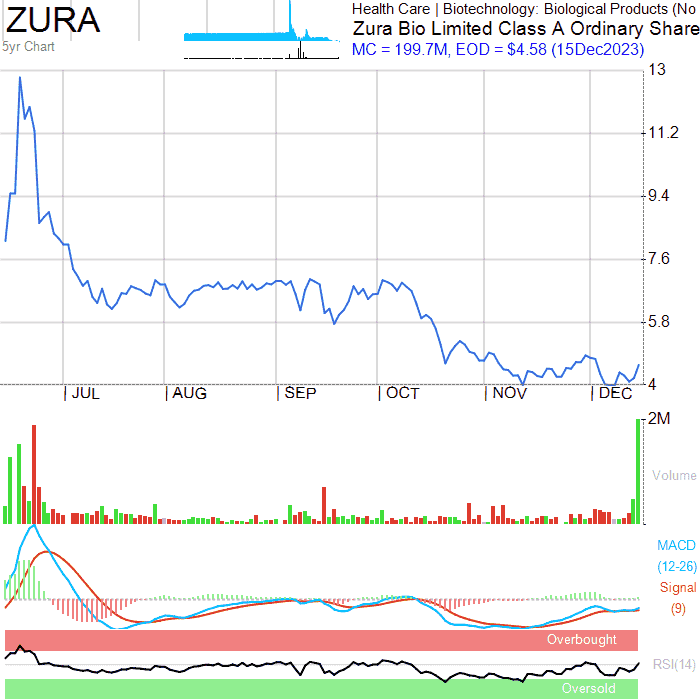 ZURA
5yr Chart
Health Care | Biotechnology: Biological Products (No
Zura Bio Limited Class A Ordinary Share
MC = 199.7M, EOD = $4.58 (15Dec2023)
13
11.2
9.4
7.6
5.8
4
JUL AUG SEP OCT NOV DEC
2M
Volume
MACD
(12-26)
Signal
(9)
Overbought
RSI(14)
Oversold